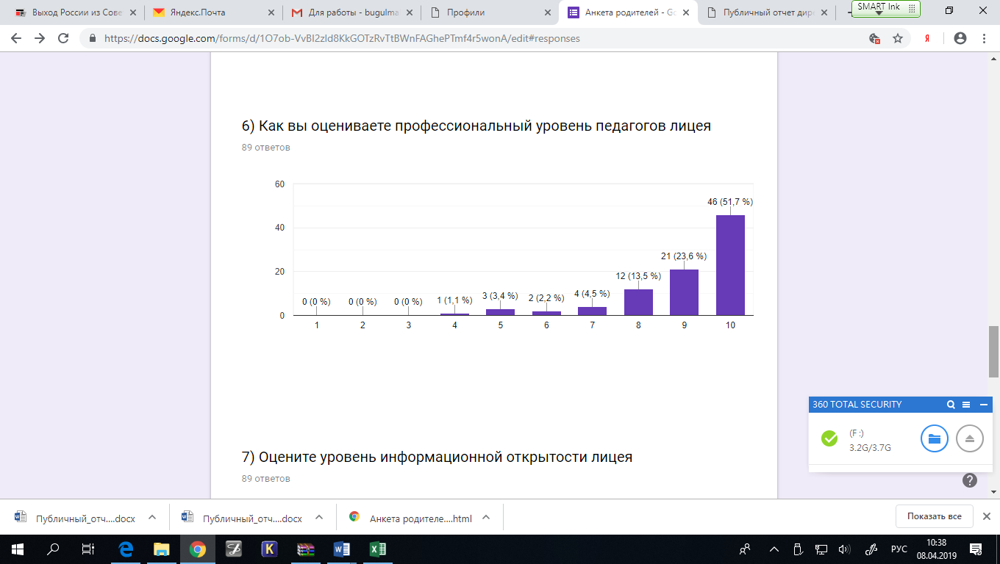 Выход России из Сове
Яндекс.Почта
Для работы - bugulma
Профили
Анкета родителей - Go
Публичный отчет дир
SMART Ink
https://docs.google.com/forms/d/1O7ob-VvBI2zld8KkGOTzRvTtBWnFAGhePTmf4r5wonA/edit#responses
6) Как вы оцениваете профессиональный уровень педагогов лицея
89 ответов
60
40
20
0
0 (0 %)
0 (0 %)
0 (0 %)
1 (1,1 %)
3 (3,4 %)
2 (2,2 %)
4 (4,5 %)
12 (13,5 %)
21 (23,6 %)
46 (51,7 %)
1 2 3 4 5 6 7 8 9 10
360 TOTAL SECURITY
(F :)
3.2G/3.7G
7) Оцените уровень информационной открытости лицея
89 ответов
Публичный_отч....docx
Публичный_отч....docx
Анкета родителе....html
Показать все
РУС
10:38
08.04.2019